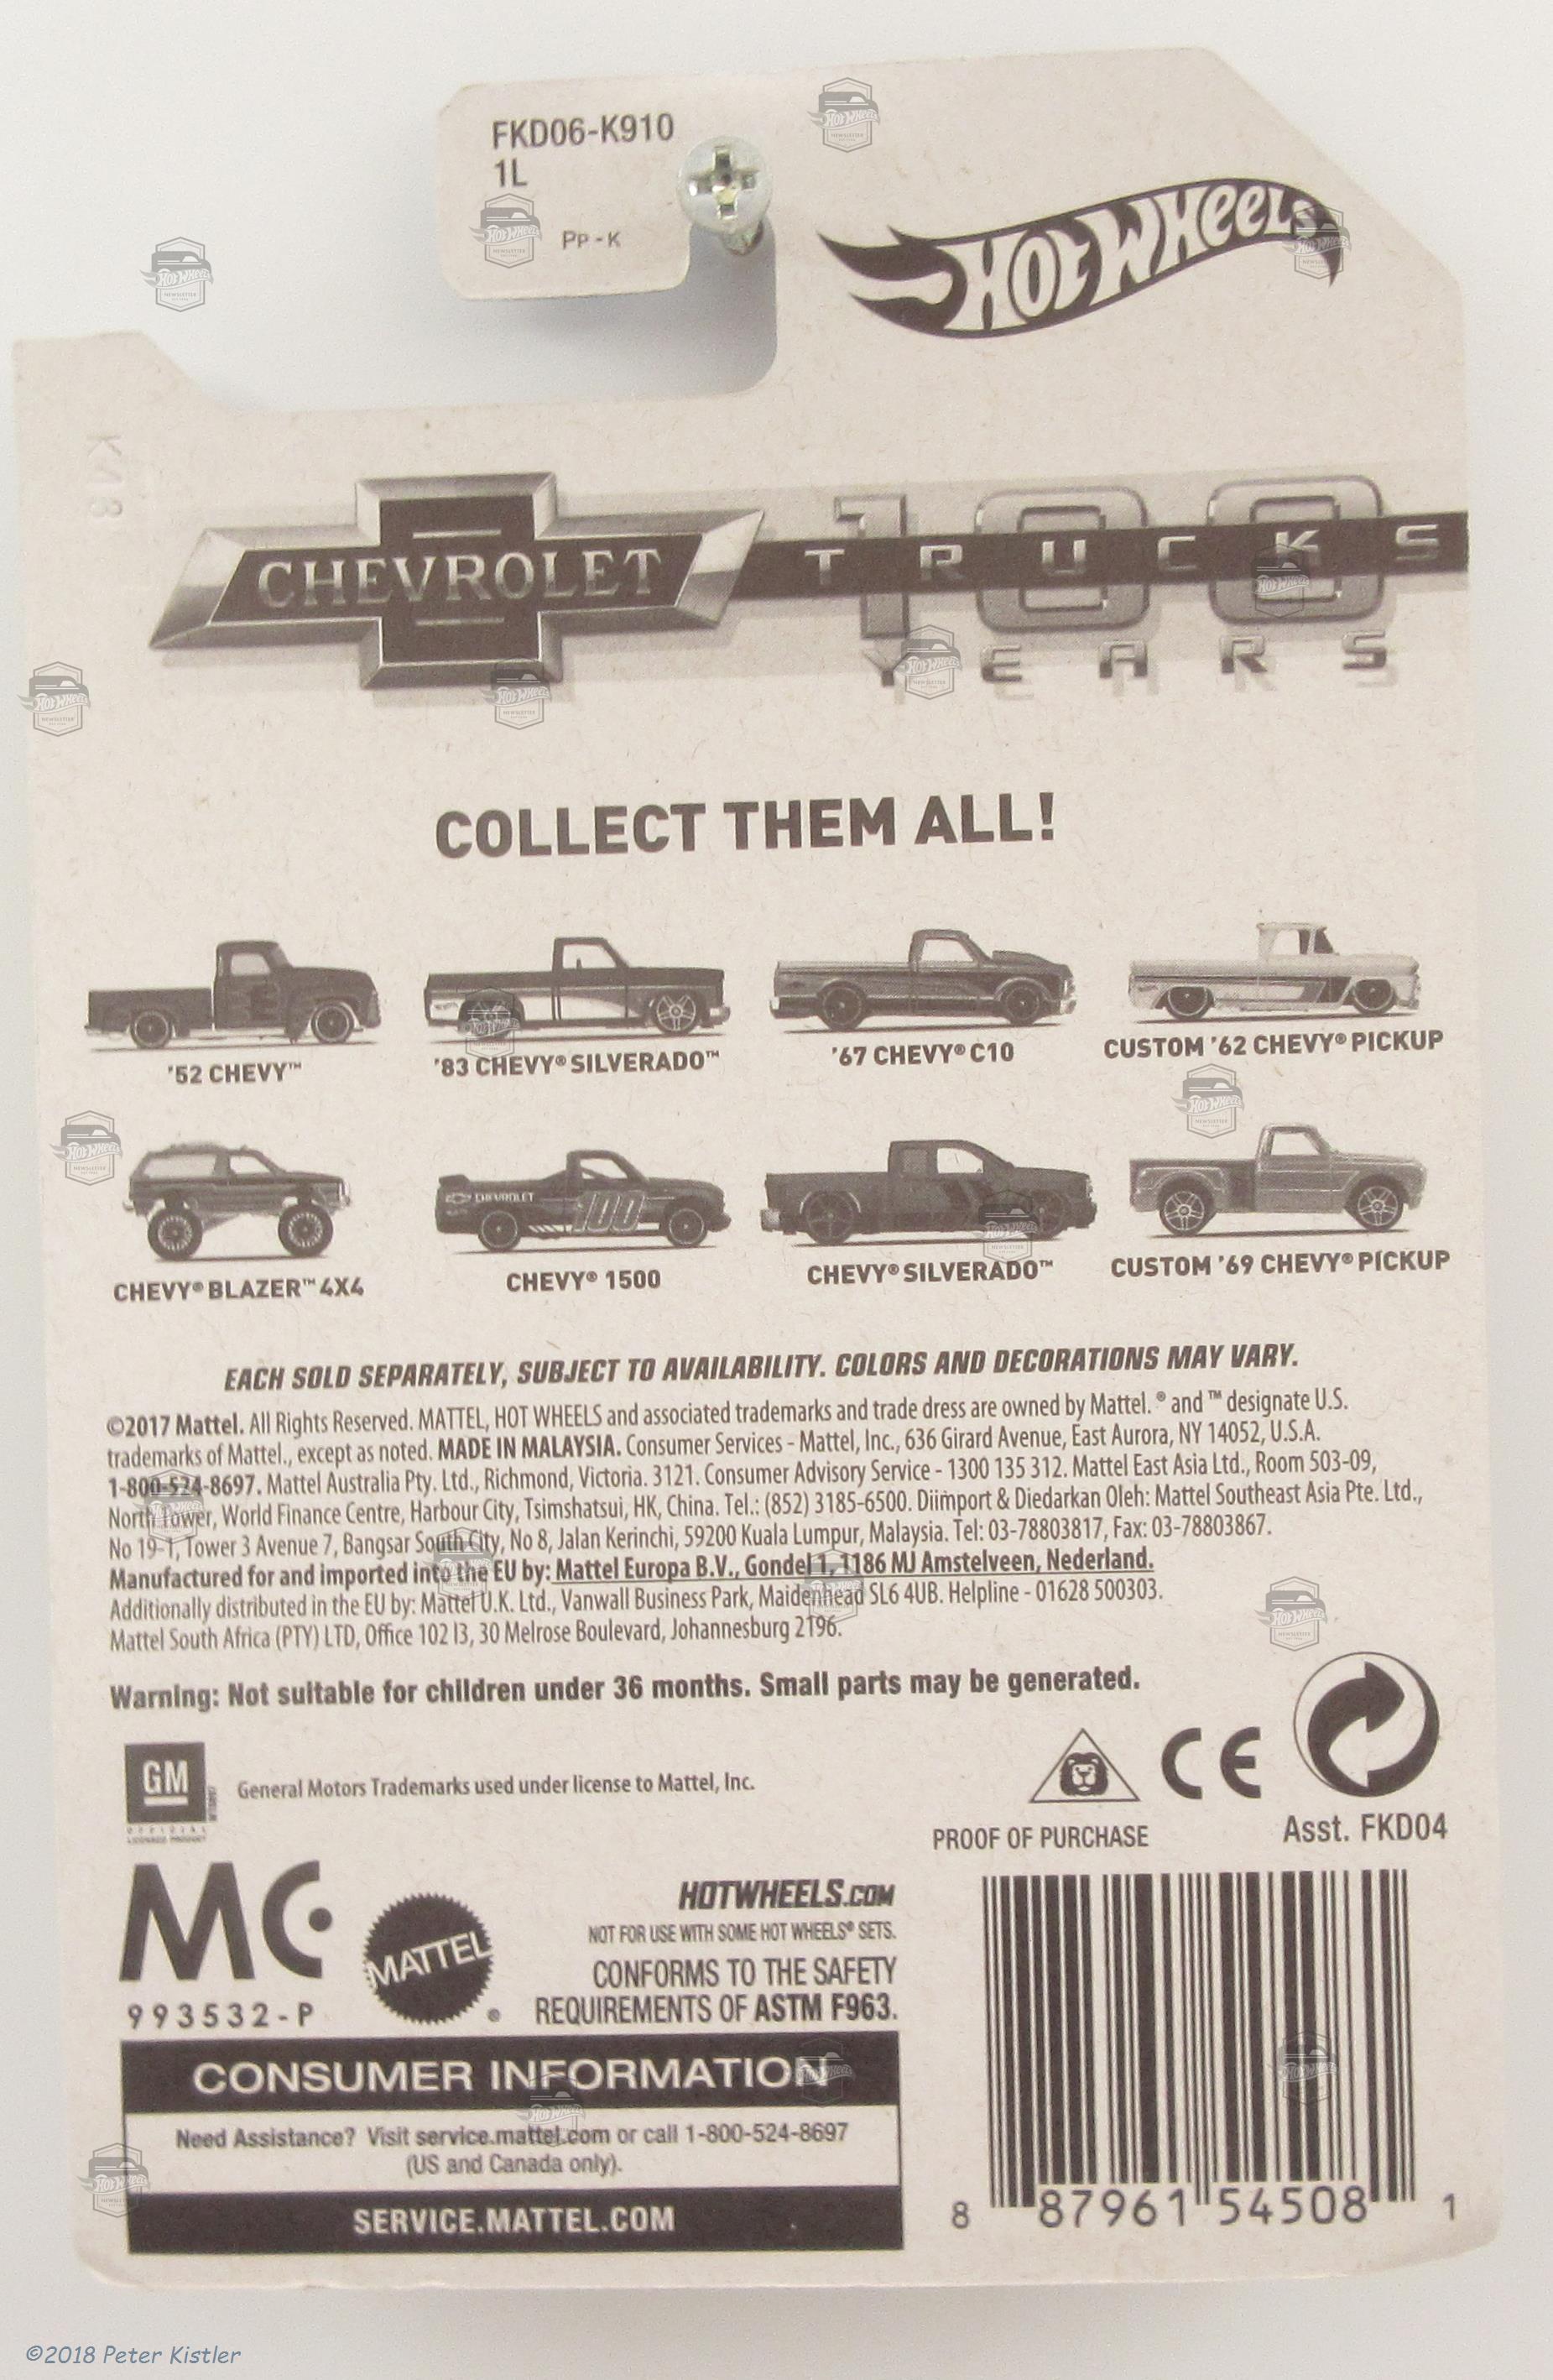 FKD06-K910
1L
PP-K
HOT WHEELS
K48
CHEVROLET TRUCKS
100
YEARS
COLLECT THEM ALL!
'52 CHEVY™
'83 CHEVY® SILVERADO™
'67 CHEVY® C10
CUSTOM '62 CHEVY® PICKUP
CHEVROLET 100
CHEVY® BLAZER™ 4X4
CHEVY® 1500
CHEVY® SILVERADO™
CUSTOM '69 CHEVY® PICKUP
EACH SOLD SEPARATELY, SUBJECT TO AVAILABILITY. COLORS AND DECORATIONS MAY VARY.
©2017 Mattel. All Rights Reserved. MATTEL, HOT WHEELS and associated trademarks and trade dress are owned by Mattel. ® and ™ designate U.S.
trademarks of Mattel., except as noted. MADE IN MALAYSIA. Consumer Services - Mattel, Inc., 636 Girard Avenue, East Aurora, NY 14052, U.S.A.
1-800-524-8697. Mattel Australia Pty. Ltd., Richmond, Victoria. 3121. Consumer Advisory Service - 1300 135 312. Mattel East Asia Ltd., Room 503-09,
North Tower, World Finance Centre, Harbour City, Tsimshatsui, HK, China. Tel.: (852) 3185-6500. Diimport & Diedarkan Oleh: Mattel Southeast Asia Pte. Ltd.,
No 19-1, Tower 3 Avenue 7, Bangsar South City, No 8, Jalan Kerinchi, 59200 Kuala Lumpur, Malaysia. Tel: 03-78803817, Fax: 03-78803867.
Manufactured for and imported into the EU by: Mattel Europa B.V., Gondel 1, 1186 MJ Amstelveen, Nederland.
Additionally distributed in the EU by: Mattel U.K. Ltd., Vanwall Business Park, Maidenhead SL6 4UB. Helpline - 01628 500303.
Mattel South Africa (PTY) LTD, Office 102 I3, 30 Melrose Boulevard, Johannesburg 2196.
Warning: Not suitable for children under 36 months. Small parts may be generated.
GM
OFFICIAL
LICENSED PRODUCT
General Motors Trademarks used under license to Mattel, Inc.
CE
PROOF OF PURCHASE
Asst. FKD04
MC
993532-P
MATTEL®
HOTWHEELS.COM
NOT FOR USE WITH SOME HOT WHEELS® SETS.
CONFORMS TO THE SAFETY
REQUIREMENTS OF ASTM F963.
CONSUMER INFORMATION
Need Assistance? Visit service.mattel.com or call 1-800-524-8697
(US and Canada only).
SERVICE.MATTEL.COM
8 87961 54508 1
©2018 Peter Kistler